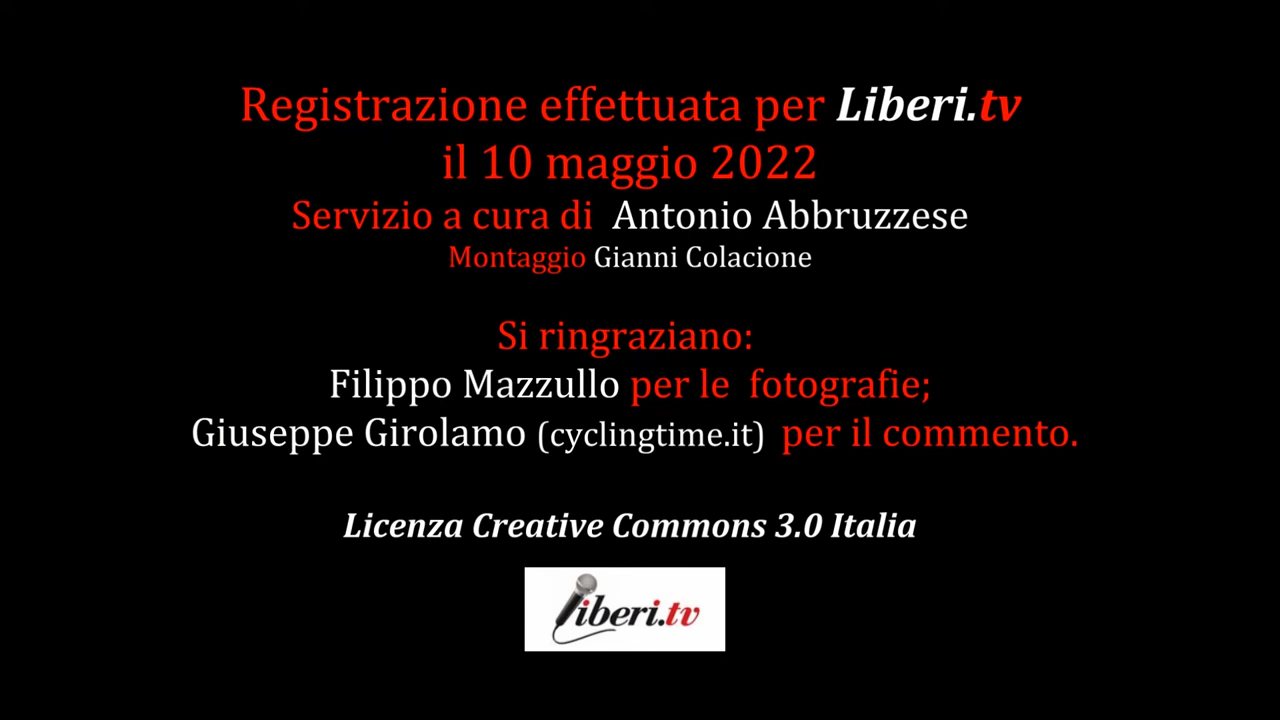 Registrazione effettuata per Liberi.tv
il 10 maggio 2022
Servizio a cura di Antonio Abbruzzese
Montaggio Gianni Colacione
Si ringraziano:
Filippo Mazzullo per le fotografie;
Giuseppe Girolamo (cyclingtime.it) per il commento.
Licenza Creative Commons 3.0 Italia
liberi.tv